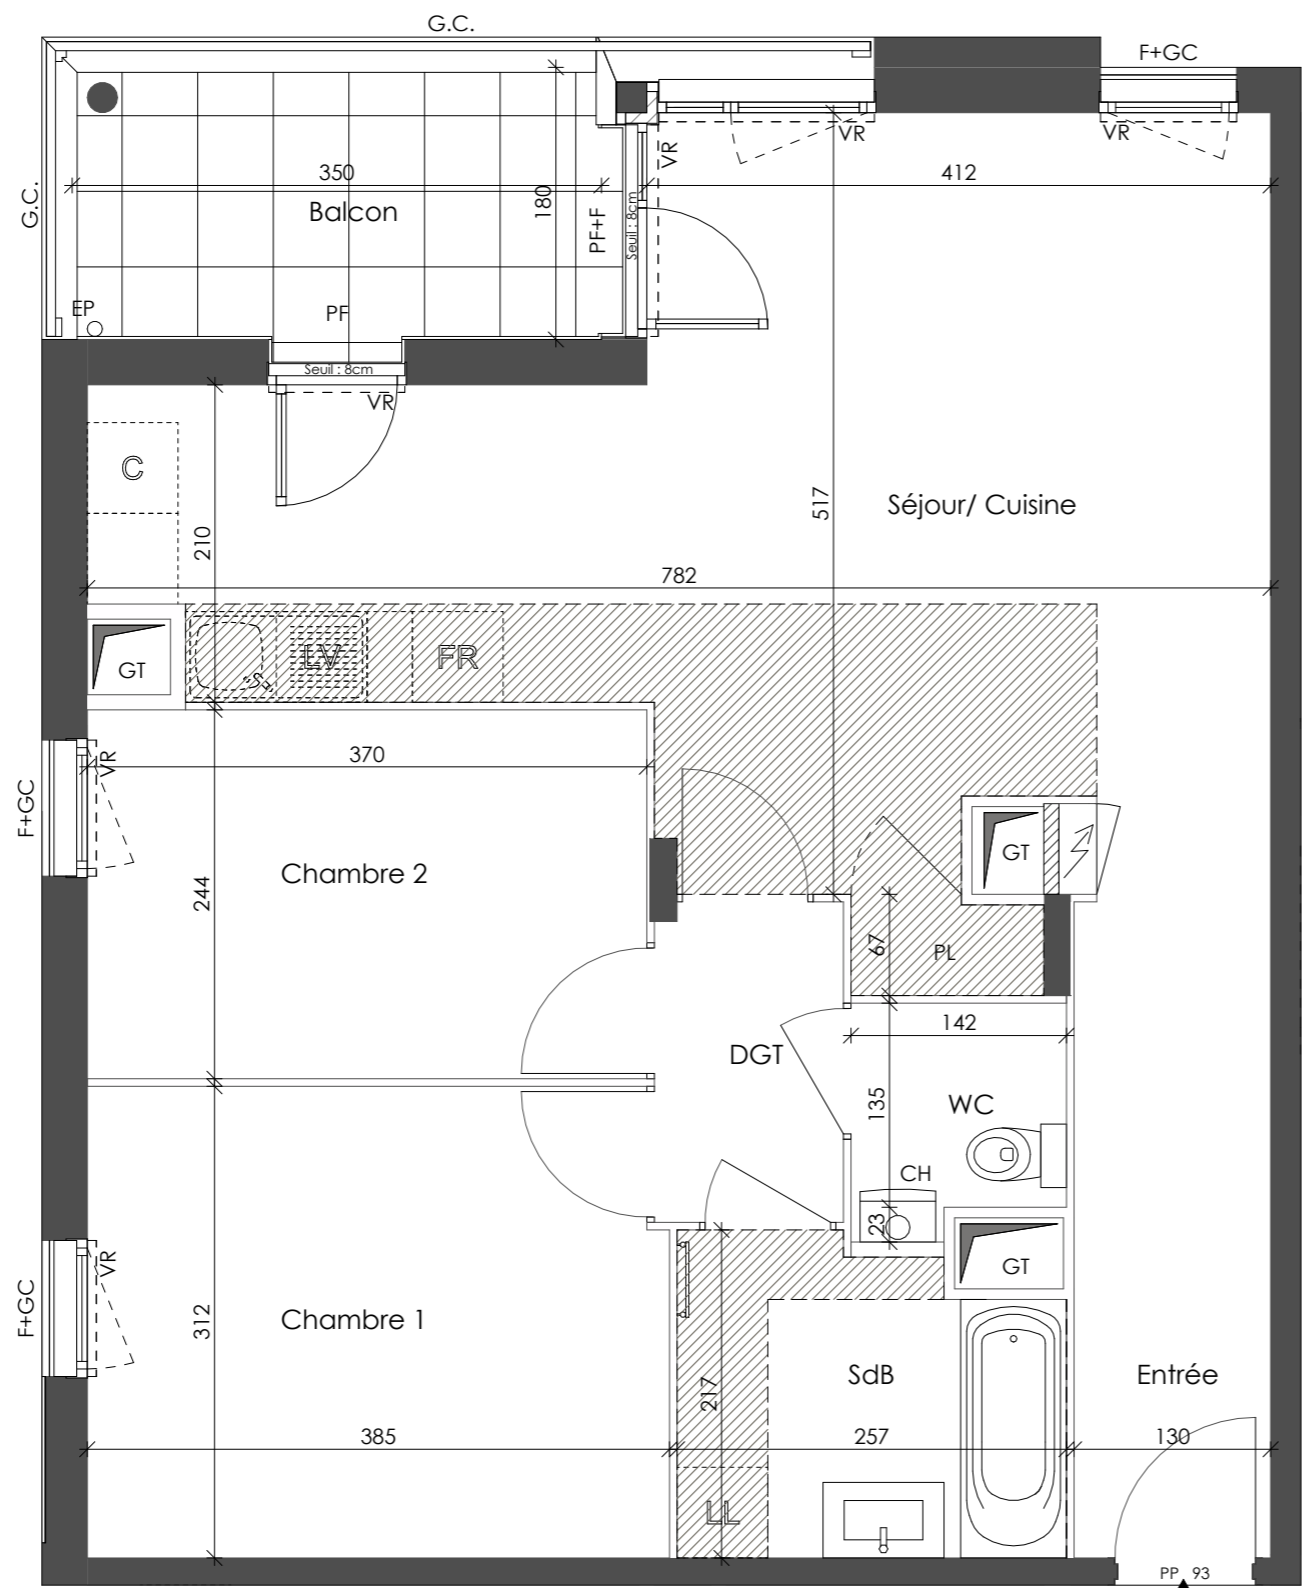 G.C.
F+GC
VR
VR
VR
G.C.
350
412
Balcon
180
PF+F
Seuil : 8cm
EP
PF
Seuil : 8cm
VR
C
517
Séjour/ Cuisine
210
782
GT
LV
FR
VR
370
F+GC
Chambre 2
244
GT
67
PL
142
DGT
135
WC
CH
23
GT
VR
F+GC
Chambre 1
312
SdB
Entrée
217
385
257
130
LL
PP 93